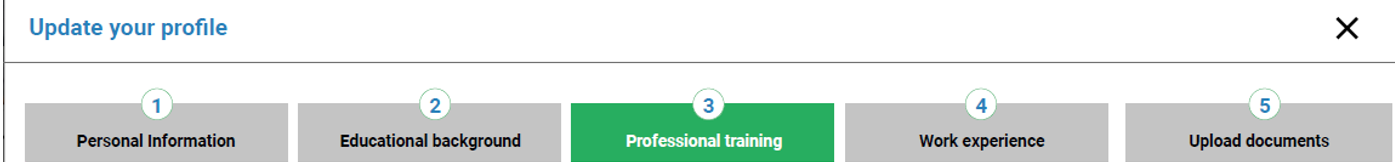 Update your profile
1 2 3 4 5
Personal Information Educational background Professional training Work experience Upload documents